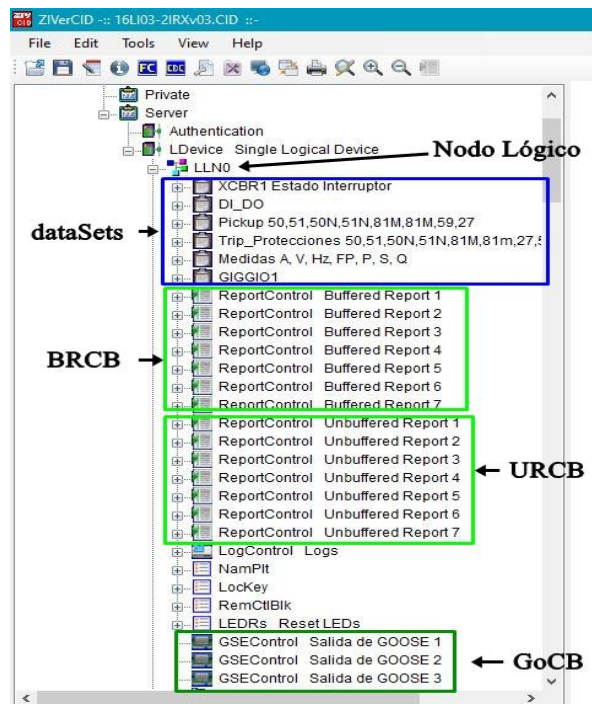 ZIVerCID -:: 16LI03-2IRXv03.CID ::-
File Edit Tools View Help
FC CDC
Private
Server
Authentication
LDevice Single Logical Device
Nodo Lógico
LLN0
XCBR1 Estado Interruptor
DI_DO
Pickup 50,51,50N,51N,81M,81M,59,27
dataSets
Trip_Protecciones 50,51,50N,51N,81M,81m,27,5
Medidas A, V, Hz, FP, P, S, Q
GIGGIO1
ReportControl Buffered Report 1
ReportControl Buffered Report 2
ReportControl Buffered Report 3
ReportControl Buffered Report 4
BRCB
ReportControl Buffered Report 5
ReportControl Buffered Report 6
ReportControl Buffered Report 7
ReportControl Unbuffered Report 1
ReportControl Unbuffered Report 2
ReportControl Unbuffered Report 3
ReportControl Unbuffered Report 4
URCB
ReportControl Unbuffered Report 5
ReportControl Unbuffered Report 6
ReportControl Unbuffered Report 7
LogControl Logs
NamPlt
LocKey
RemCtlBlk
LEDRs Reset LEDs
GSEControl Salida de GOOSE 1
GSEControl Salida de GOOSE 2
GoCB
GSEControl Salida de GOOSE 3